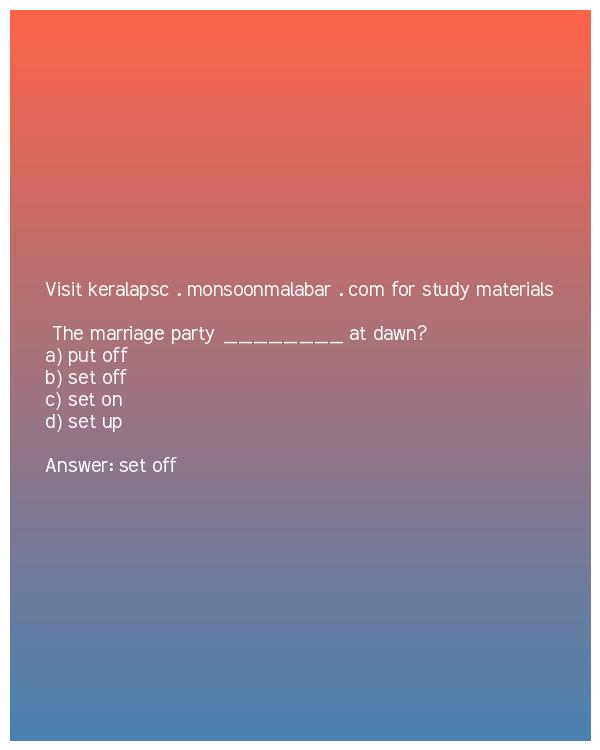 Visit keralapsc . monsoonmalabar . com for study materials
The marriage party ________ at dawn?
a) put off
b) set off
c) set on
d) set up
Answer: set off